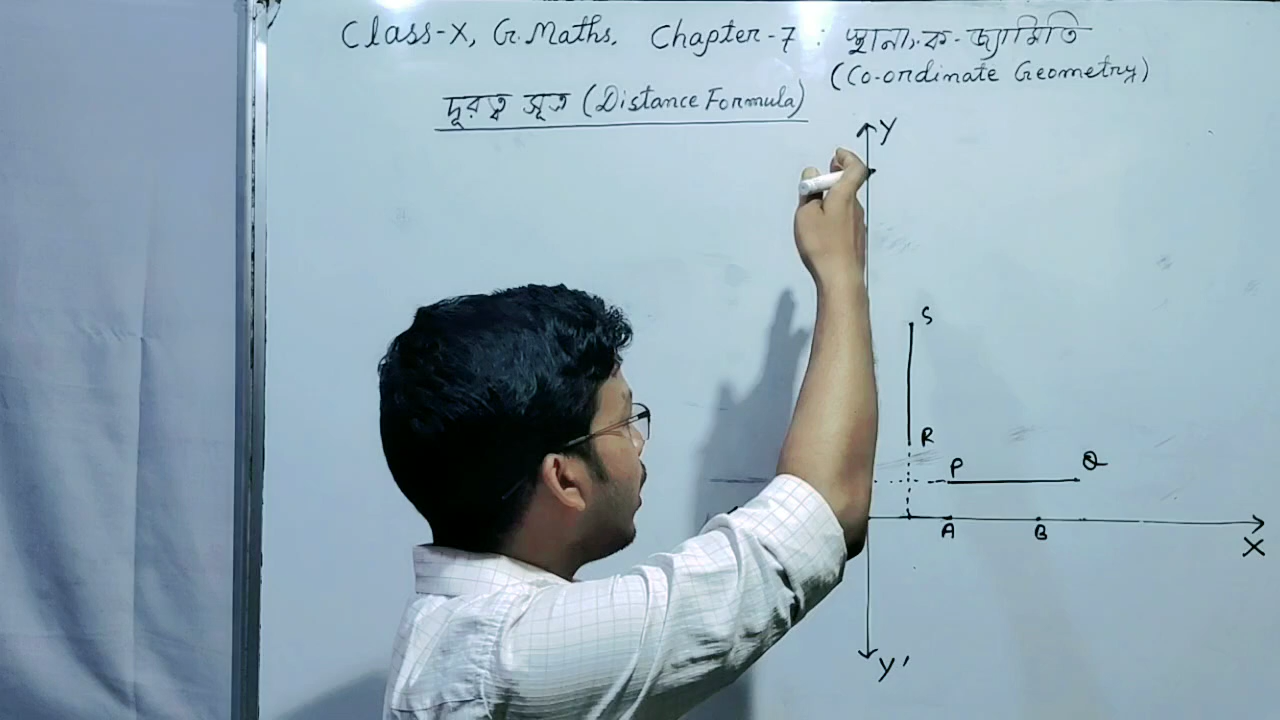 Class-X, G.Maths. Chapter-7 : স্থানাংক-জ্যামিতি
(Co-ordinate Geometry)
দূরত্ব সূত্ৰ (Distance Formula)
Y
S
R
P Q
A B
X
Y'